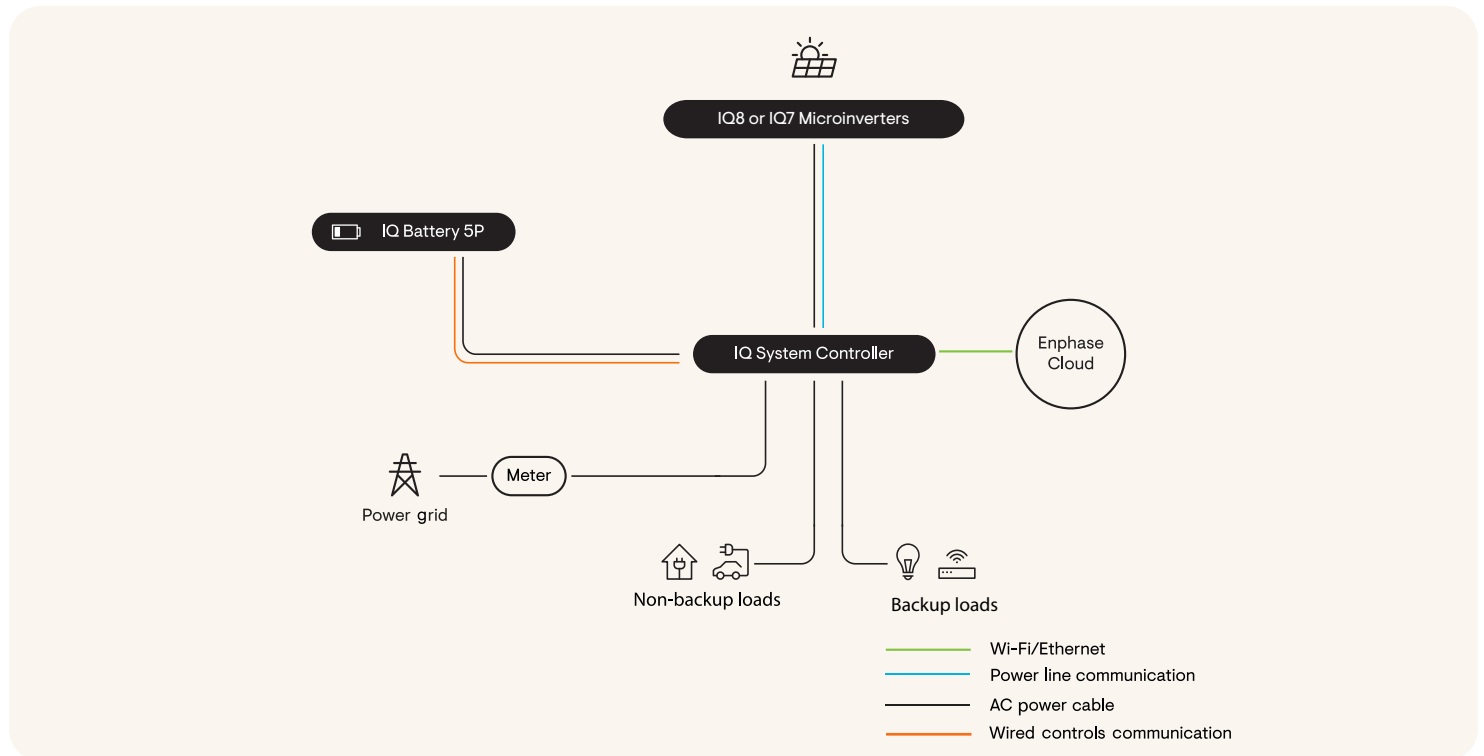 IQ8 or IQ7 Microinverters
IQ Battery 5P
IQ System Controller
Enphase
Cloud
Meter
Power grid
Non-backup loads
Backup loads
Wi-Fi/Ethernet
Power line communication
AC power cable
Wired controls communication